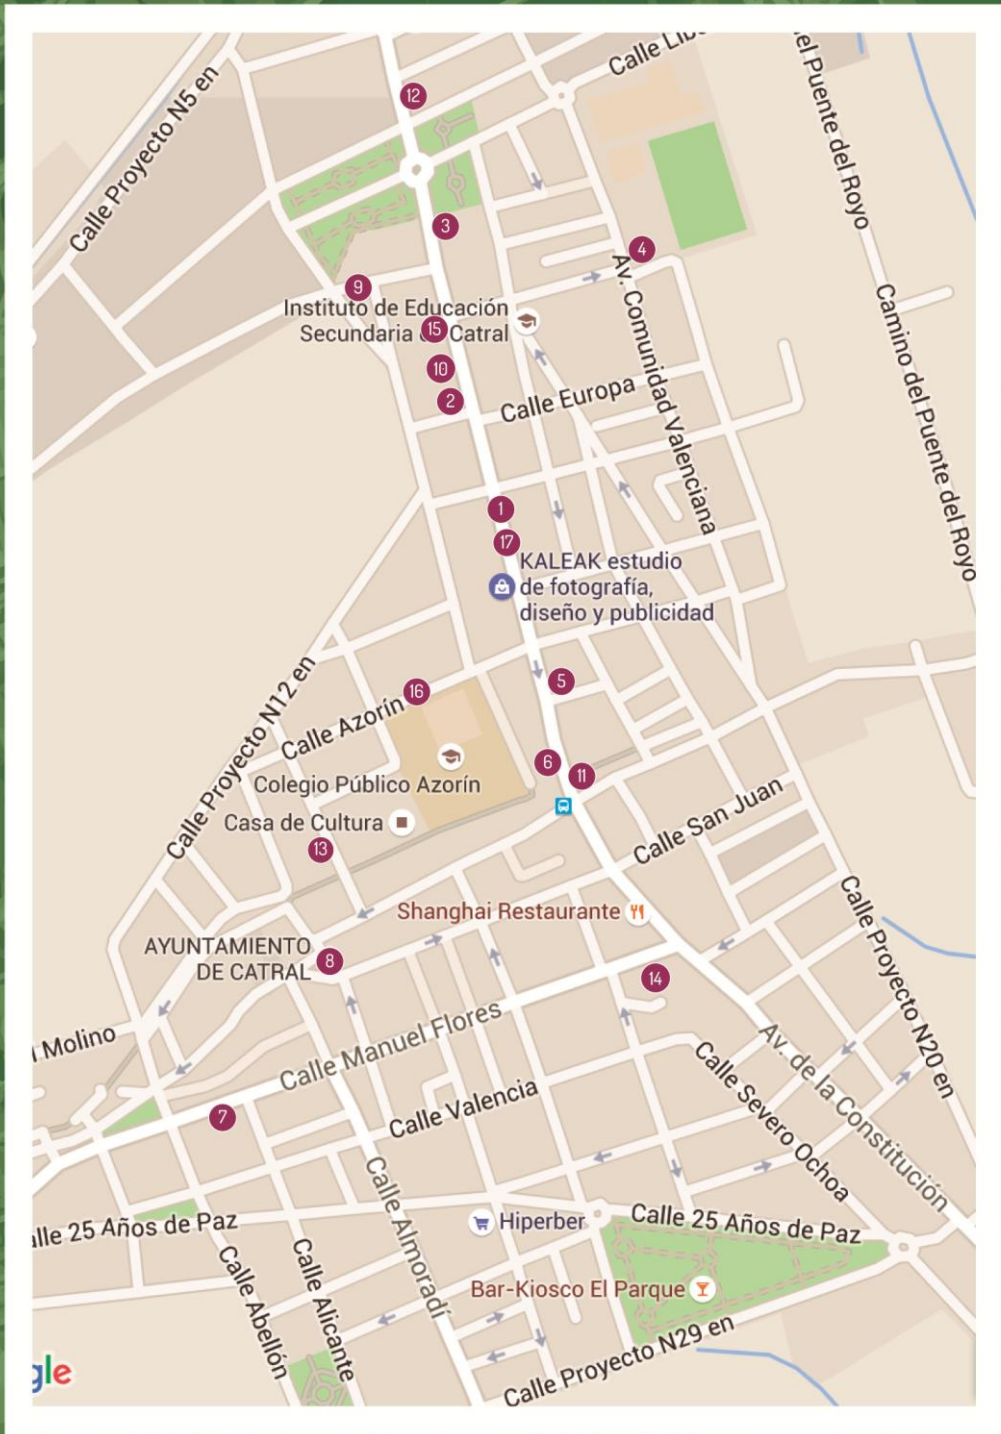 Calle Proyecto N5 en
12
Calle Lib
el Puente del Royo
3
4
9
Instituto de Educación
Secundaria Catral
15
10
2
Calle Europa
Av. Comunidad Valenciana
Camino del Puente del Royo
1
17
KALEAK estudio
de fotografía,
diseño y publicidad
5
16
Calle Azorín
Calle Proyecto N12 en
Colegio Público Azorín
6
11
Casa de Cultura
13
Calle San Juan
Shanghai Restaurante
AYUNTAMIENTO
DE CATRAL
8
14
Calle Proyecto N20 en
Molino
Calle Manuel Flores
7
Calle Valencia
Av. de la Constitución
Calle Severo Ochoa
alle 25 Años de Paz
Calle Almoradí
Hiperber
Calle 25 Años de Paz
Calle Abellón
Calle Alicante
Bar-Kiosco El Parque
Calle Proyecto N29 en
gle